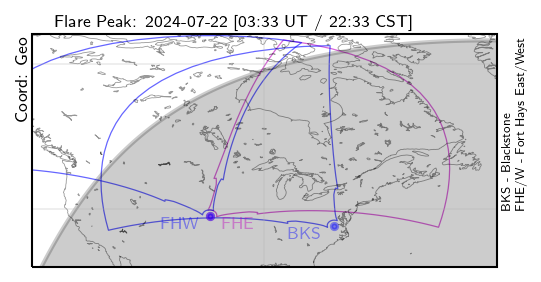 Flare Peak: 2024-07-22 [03:33 UT / 22:33 CST]
Coord: Geo
FHW
FHE
BKS
BKS - Blackstone
FHE/W - Fort Hays East/West